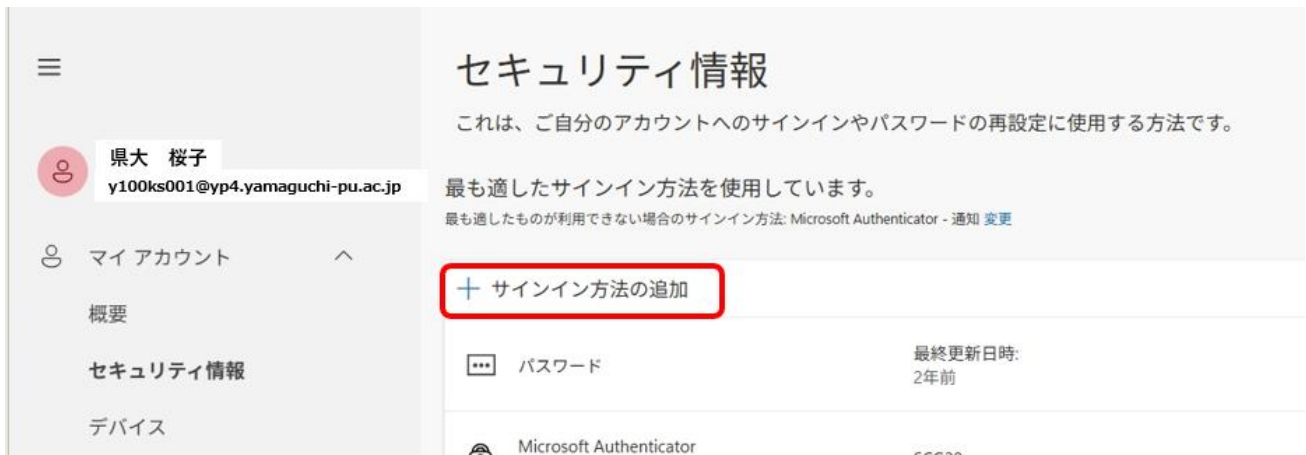 セキュリティ情報
これは、ご自分のアカウントへのサインインやパスワードの再設定に使用する方法です。
県大 桜子
y100ks001@yp4.yamaguchi-pu.ac.jp
最も適したサインイン方法を使用しています。
最も適したものが利用できない場合のサインイン方法: Microsoft Authenticator - 通知 変更
マイ アカウント
概要
セキュリティ情報
デバイス
+ サインイン方法の追加
パスワード
最終更新日時:
2年前
Microsoft Authenticator